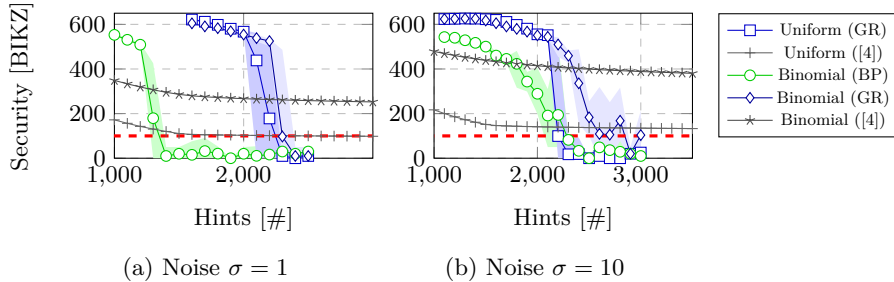 Security [BIKZ]
600
400
200
0
1,000
2,000
Hints [#]
(a) Noise σ = 1
600
400
200
0
1,000
2,000
3,000
Hints [#]
(b) Noise σ = 10
Uniform (GR)
Uniform ([4])
Binomial (BP)
Binomial (GR)
Binomial ([4])